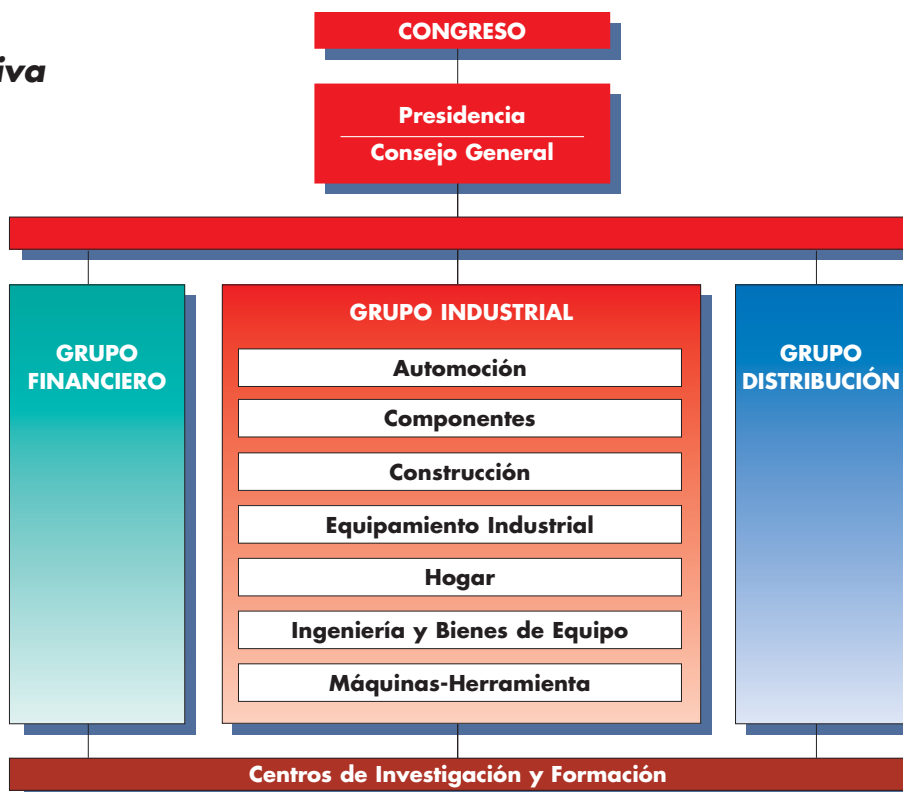 CONGRESO
iva
Presidencia
Consejo General
GRUPO INDUSTRIAL
GRUPO
FINANCIERO
Automoción
Componentes
Construcción
Equipamiento Industrial
Hogar
Ingeniería y Bienes de Equipo
Máquinas-Herramienta
GRUPO
DISTRIBUCIÓN
Centros de Investigación y Formación